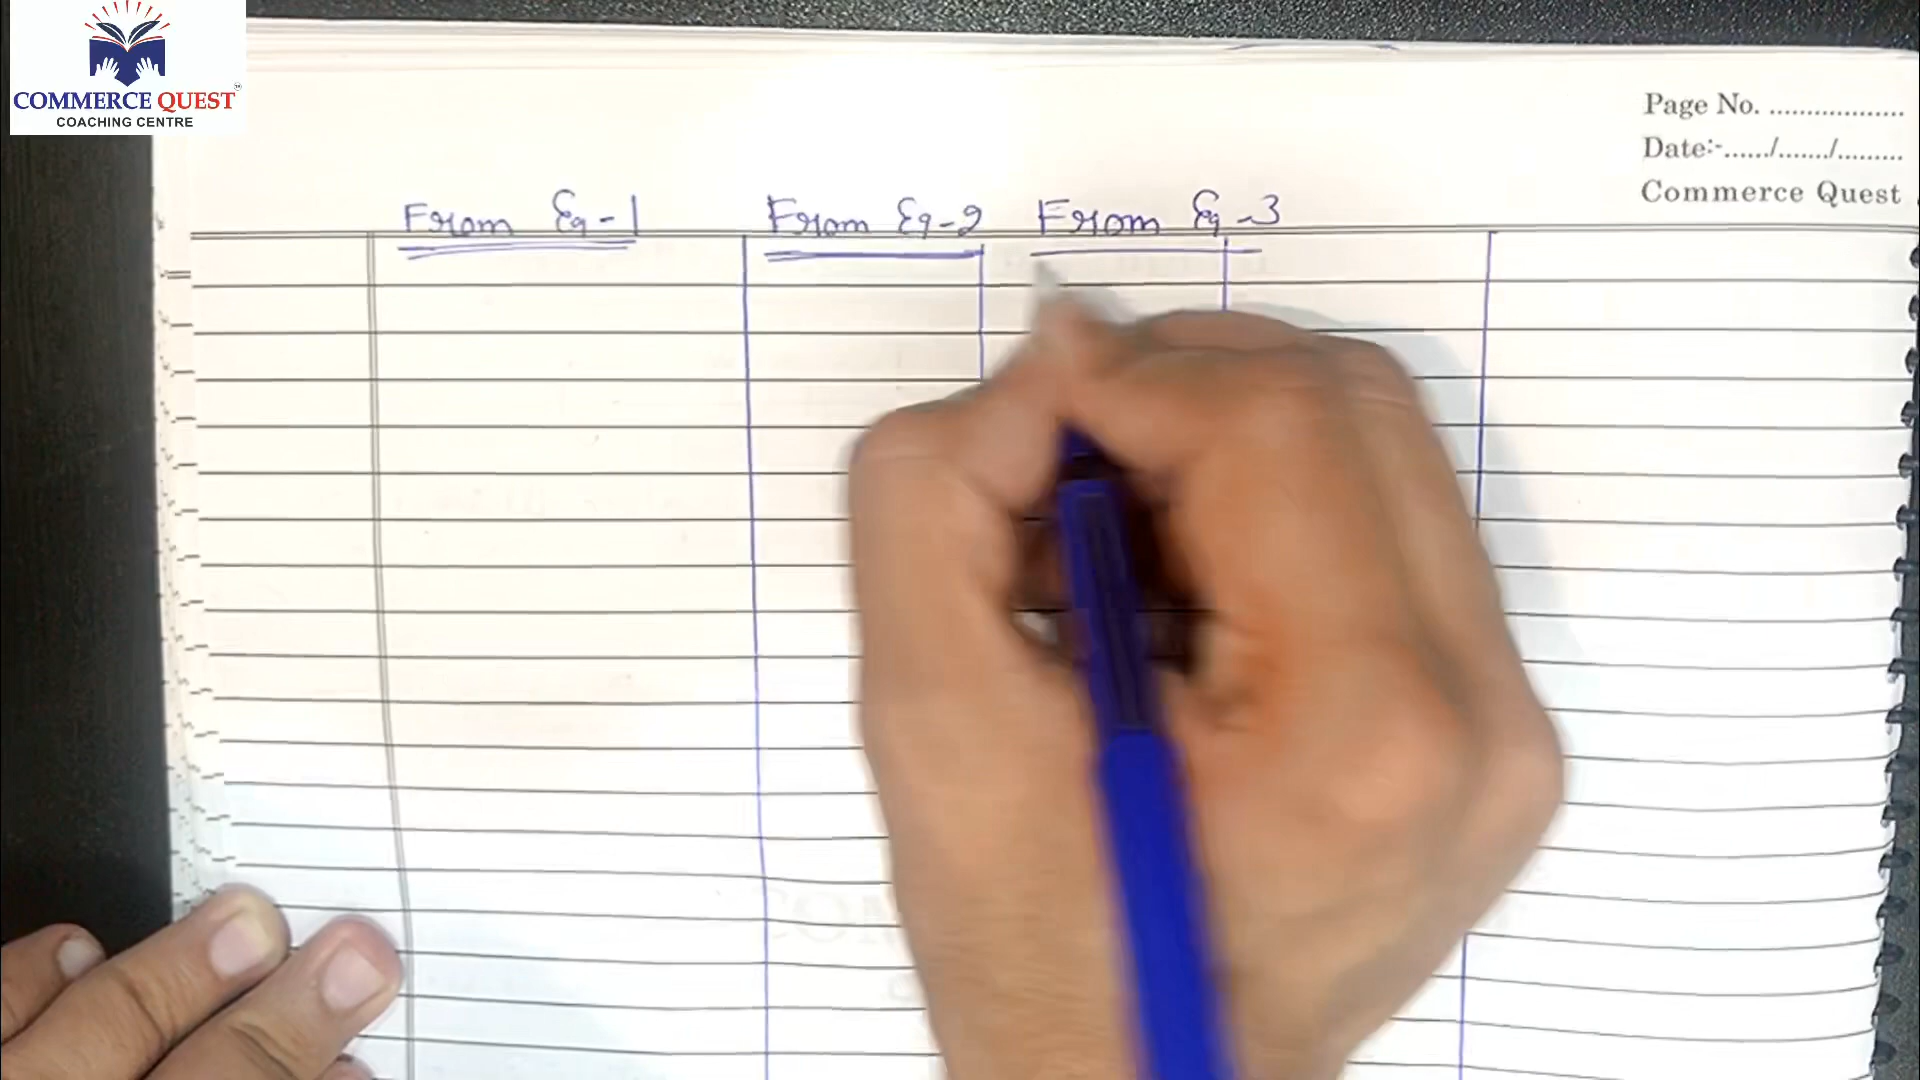 COMMERCE QUEST
COACHING CENTRE
Page No. ..................
Date:-....../......./.........
Commerce Quest
From Eq-1 From Eq-2 From Eq-3